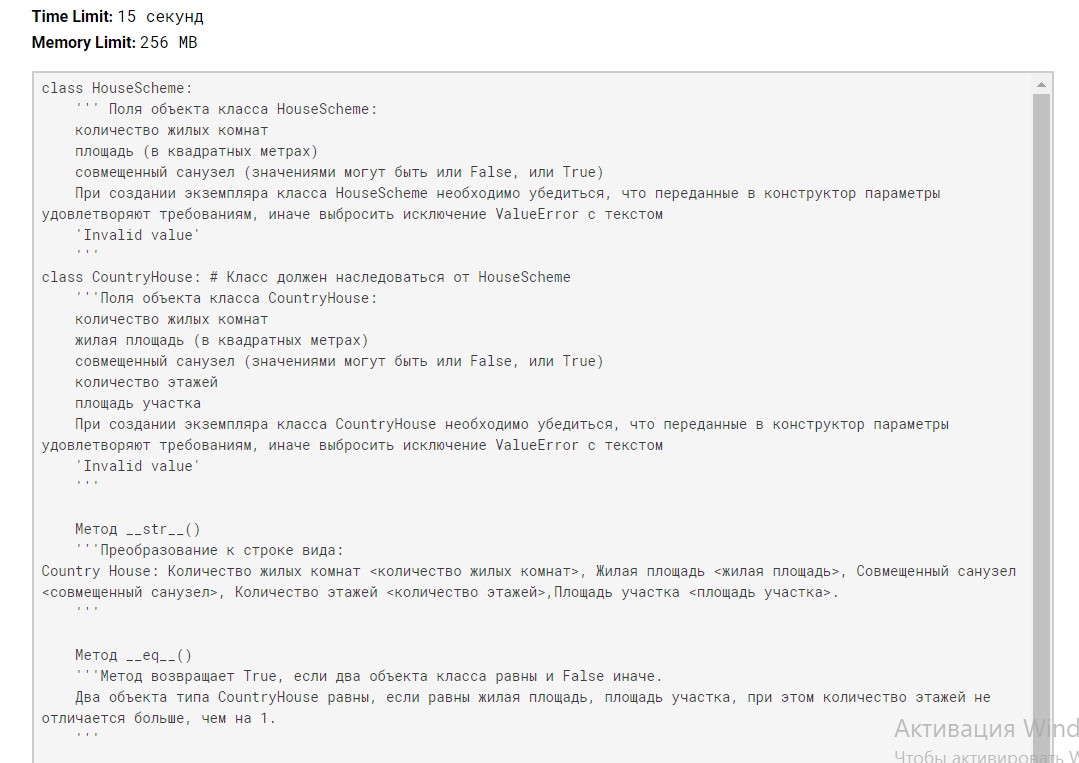 Time Limit: 15 секунд
Memory Limit: 256 MB
class HouseScheme:
''' Поля объекта класса HouseScheme:
количество жилых комнат
площадь (в квадратных метрах)
совмещенный санузел (значениями могут быть или False, или True)
При создании экземпляра класса HouseScheme необходимо убедиться, что переданные в конструктор параметры
удовлетворяют требованиям, иначе выбросить исключение ValueError с текстом
'Invalid value'
'''
class CountryHouse: # Класс должен наследоваться от HouseScheme
'''Поля объекта класса CountryHouse:
количество жилых комнат
жилая площадь (в квадратных метрах)
совмещенный санузел (значениями могут быть или False, или True)
количество этажей
площадь участка
При создании экземпляра класса CountryHouse необходимо убедиться, что переданные в конструктор параметры
удовлетворяют требованиям, иначе выбросить исключение ValueError с текстом
'Invalid value'
'''
Метод __str__()
'''Преобразование к строке вида:
Country House: Количество жилых комнат <количество жилых комнат>, Жилая площадь <жилая площадь>, Совмещенный санузел
<совмещенный санузел>, Количество этажей <количество этажей>,Площадь участка <площадь участка>.
'''
Метод __eq__()
'''Метод возвращает True, если два объекта класса равны и False иначе.
Два объекта типа CountryHouse равны, если равны жилая площадь, площадь участка, при этом количество этажей не
отличается больше, чем на 1.
'''
Активация Wind
Чтобы активировать W